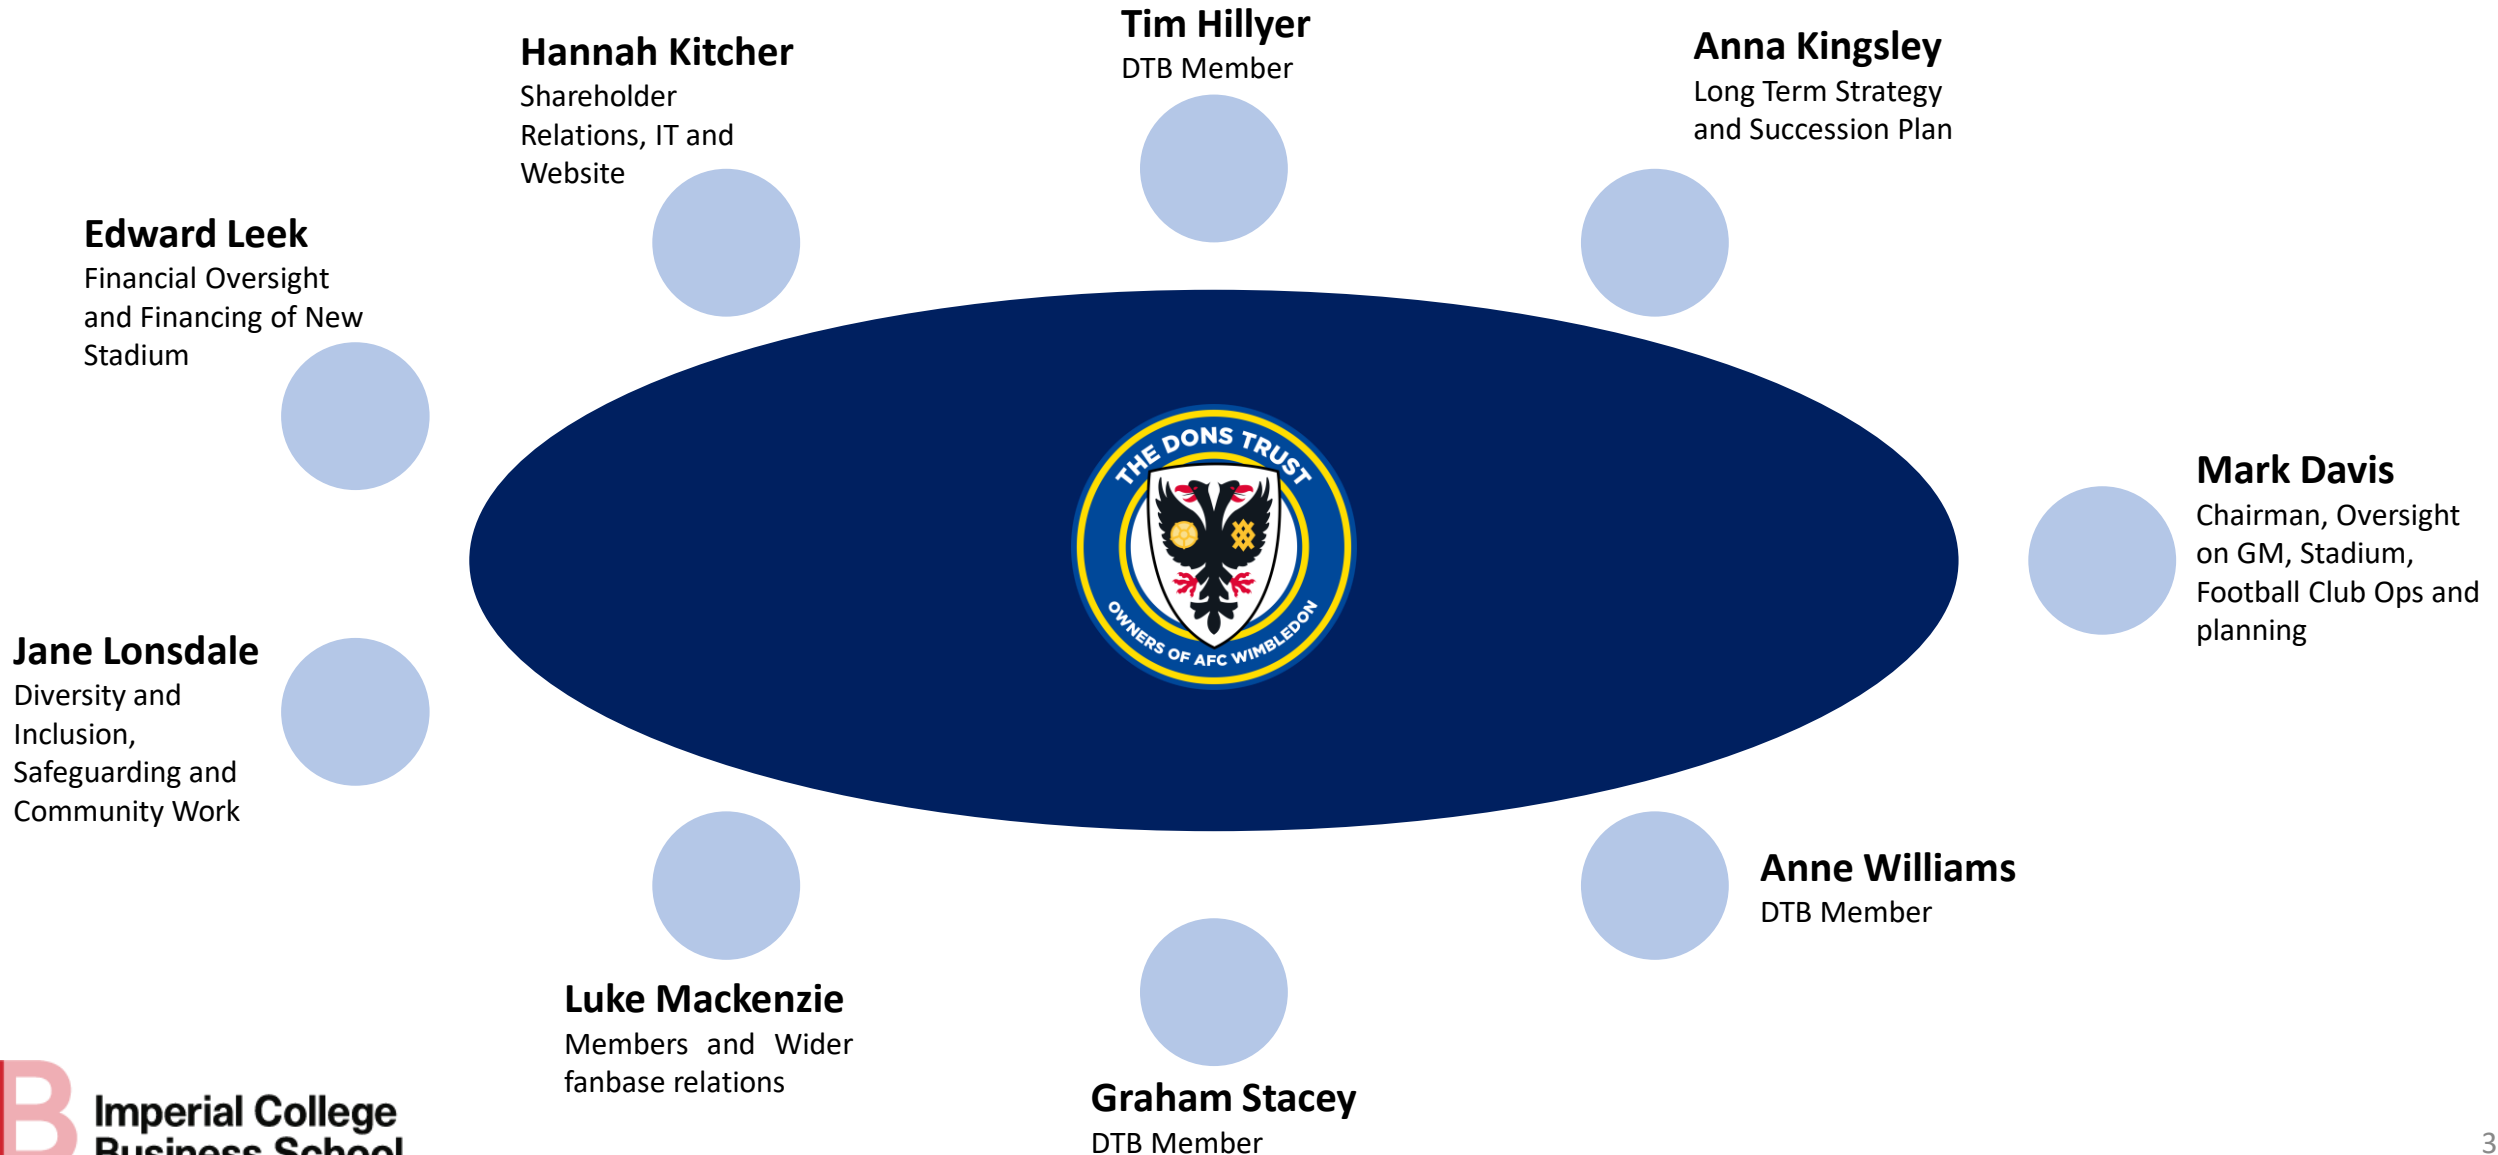 Tim Hillyer
DTB Member
Hannah Kitcher
Shareholder
Relations, IT and
Website
Anna Kingsley
Long Term Strategy
and Succession Plan
Edward Leek
Financial Oversight
and Financing of New
Stadium
THE DONS TRUST
OWNERS OF AFC WIMBLEDON
Mark Davis
Chairman, Oversight
on GM, Stadium,
Football Club Ops and
planning
Jane Lonsdale
Diversity and
Inclusion,
Safeguarding and
Community Work
Anne Williams
DTB Member
Luke Mackenzie
Members and Wider
fanbase relations
Graham Stacey
DTB Member
B
Imperial College
Business School
3